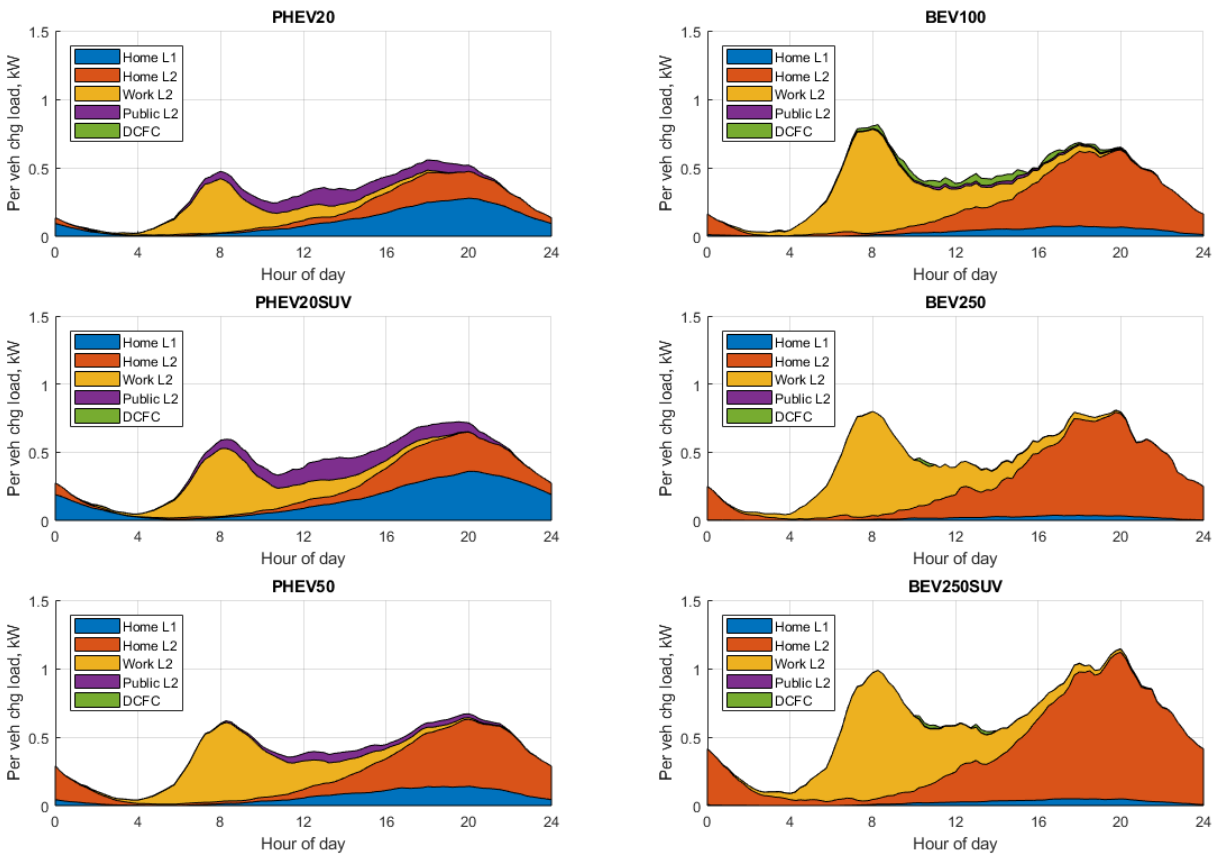 PHEV20
1.5
1
0.5
0
Per veh chg load, kW
Home L1
Home L2
Work L2
Public L2
DCFC
0 4 8 12 16 20 24
Hour of day
BEV100
1.5
1
0.5
0
Per veh chg load, kW
Home L1
Home L2
Work L2
Public L2
DCFC
0 4 8 12 16 20 24
Hour of day
PHEV20SUV
1.5
1
0.5
0
Per veh chg load, kW
Home L1
Home L2
Work L2
Public L2
DCFC
0 4 8 12 16 20 24
Hour of day
BEV250
1.5
1
0.5
0
Per veh chg load, kW
Home L1
Home L2
Work L2
Public L2
DCFC
0 4 8 12 16 20 24
Hour of day
PHEV50
1.5
1
0.5
0
Per veh chg load, kW
Home L1
Home L2
Work L2
Public L2
DCFC
0 4 8 12 16 20 24
Hour of day
BEV250SUV
1.5
1
0.5
0
Per veh chg load, kW
Home L1
Home L2
Work L2
Public L2
DCFC
0 4 8 12 16 20 24
Hour of day